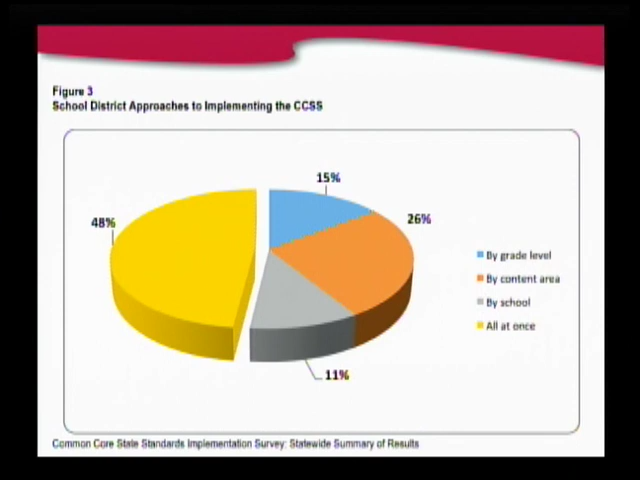 Figure 3
School District Approaches to Implementing the CCSS
15%
48%
26%
By grade level
By content area
By school
All at once
11%
Common Core State Standards Implementation Survey: Statewide Summary of Results